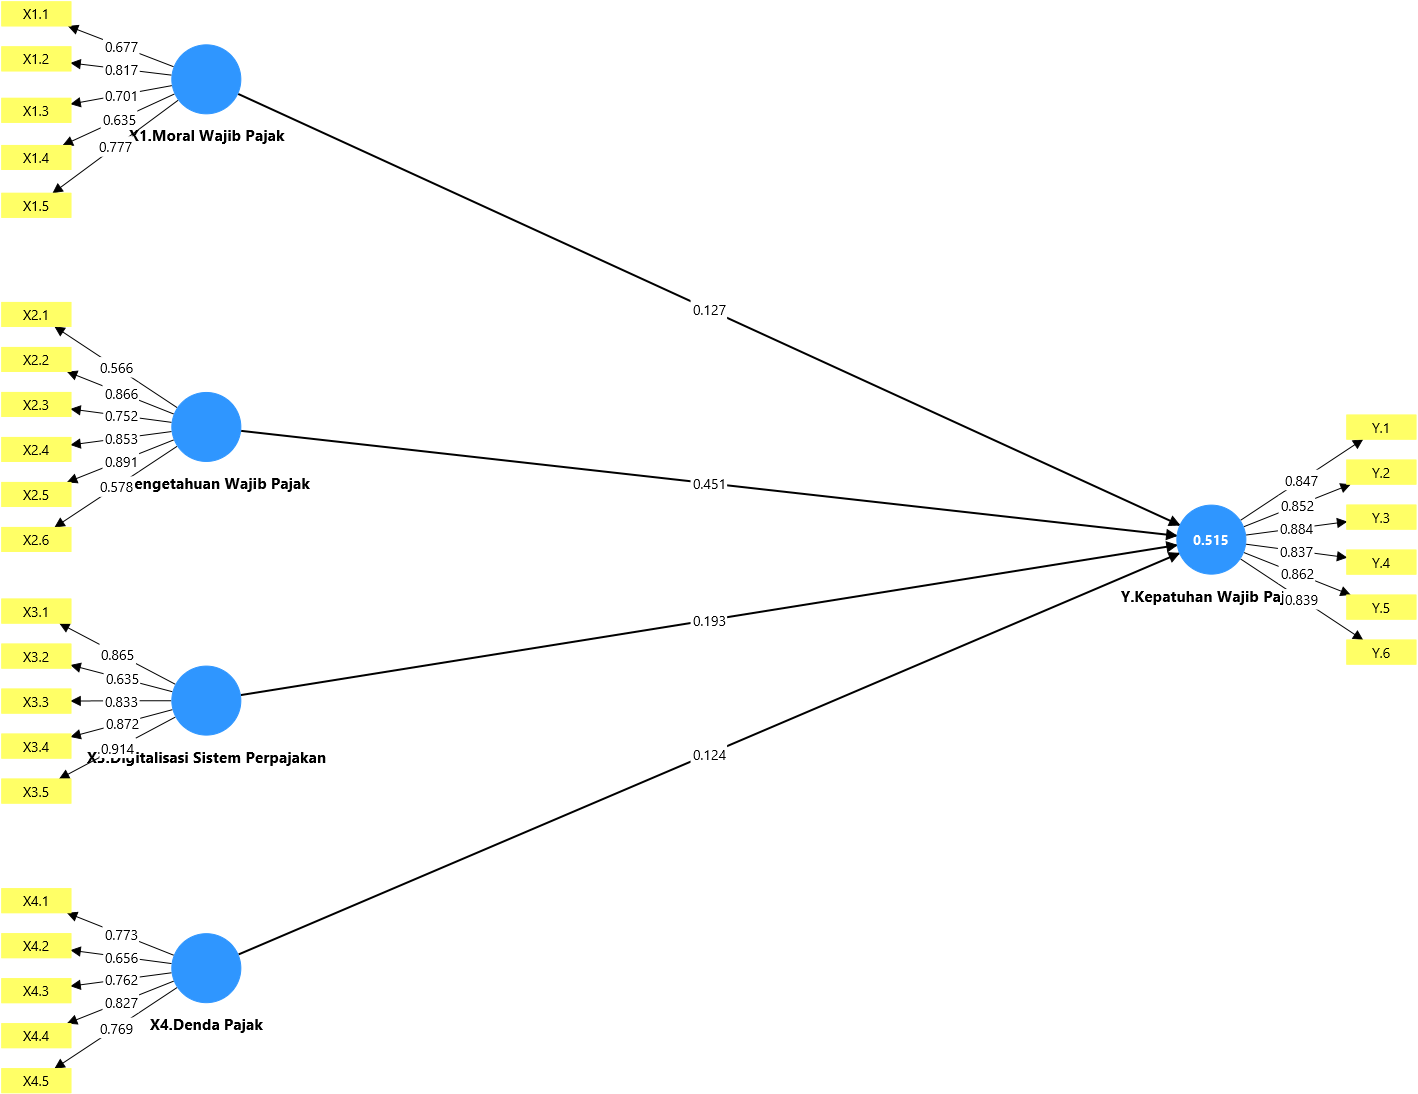 X1.1
X1.2
X1.3
X1.4
X1.5
0.677
0.817
0.701
0.635
0.777
X1.Moral Wajib Pajak
0.127
X2.1
X2.2
X2.3
X2.4
X2.5
X2.6
0.566
0.866
0.752
0.853
0.891
0.578
engetahuan Wajib Pajak
0.451
X3.1
X3.2
X3.3
X3.4
X3.5
0.865
0.635
0.833
0.872
0.914
X3.Digitalisasi Sistem Perpajakan
0.193
X4.1
X4.2
X4.3
X4.4
X4.5
0.773
0.656
0.762
0.827
0.769
X4.Denda Pajak
0.124
0.515
Y.Kepatuhan Wajib Paj
0.847
0.852
0.884
0.837
0.862
0.839
Y.1
Y.2
Y.3
Y.4
Y.5
Y.6